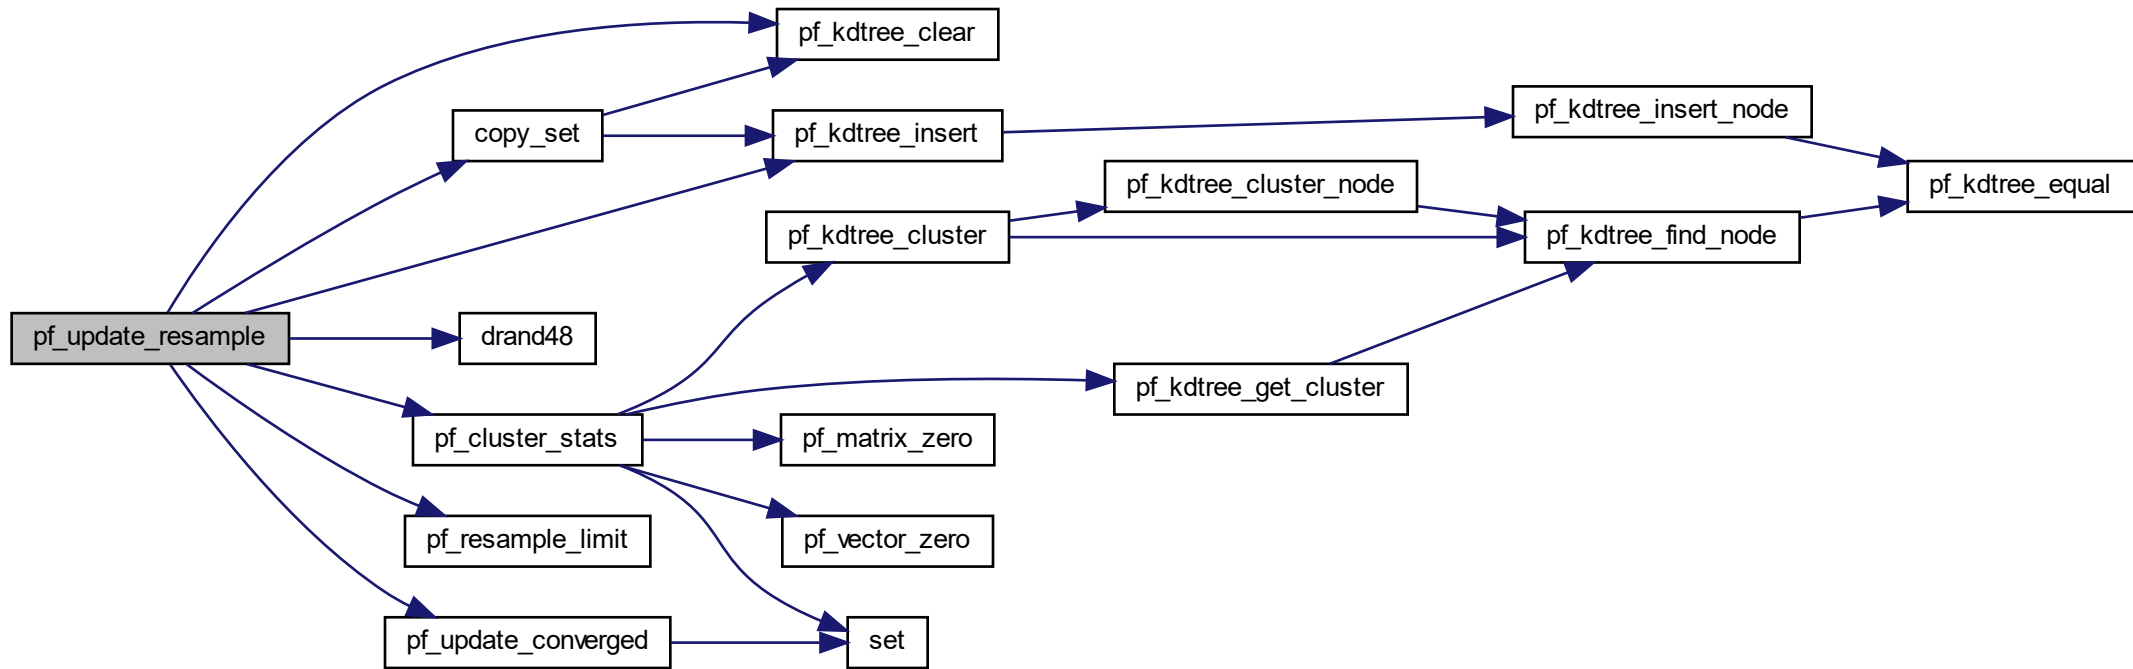 pf_kdtree_clear
pf_kdtree_insert_node
copy_set
pf_kdtree_insert
pf_kdtree_cluster_node
pf_kdtree_equal
pf_kdtree_cluster
pf_kdtree_find_node
pf_update_resample
drand48
pf_kdtree_get_cluster
pf_cluster_stats
pf_matrix_zero
pf_resample_limit
pf_vector_zero
pf_update_converged
set